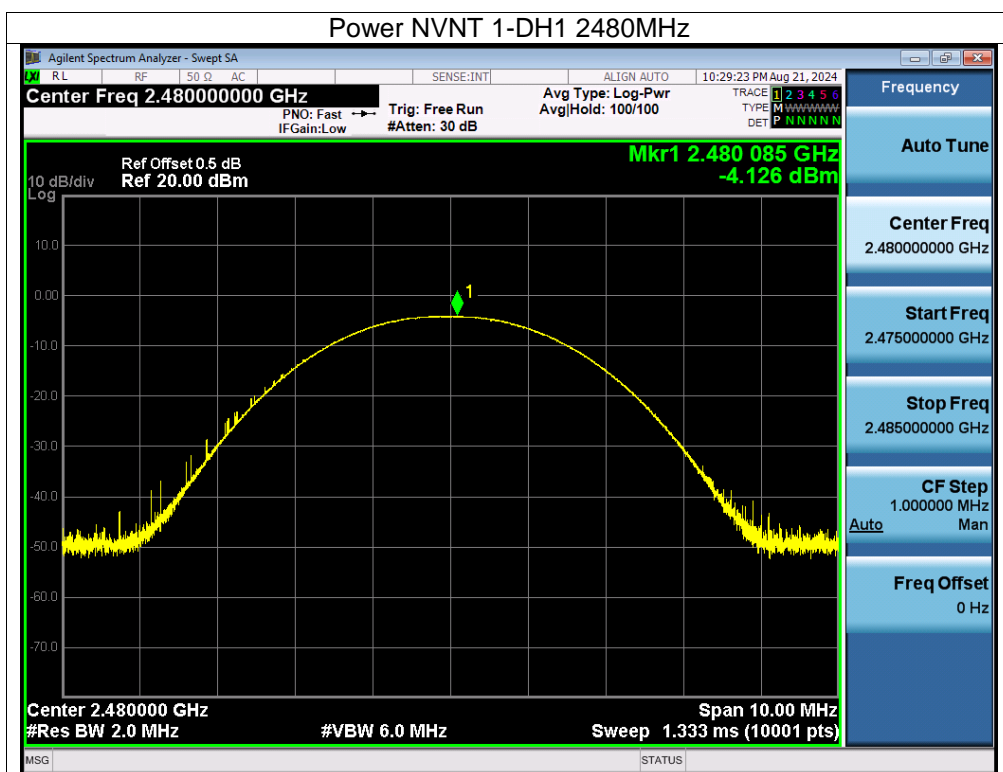 Power NVNT 1-DH1 2480MHz
Agilent Spectrum Analyzer - Swept SA
LXI RL RF 50 Ω AC SENSE:INT ALIGN AUTO 10:29:23 PM Aug 21, 2024
Center Freq 2.480000000 GHz
PNO: Fast
IFGain:Low
Trig: Free Run
#Atten: 30 dB
Avg Type: Log-Pwr
Avg|Hold: 100/100
TRACE 1 2 3 4 5 6
TYPE M WWWWW
DET P N N N N N
Mkr1 2.480 085 GHz
-4.126 dBm
Ref Offset 0.5 dB
10 dB/div Ref 20.00 dBm
Log
10.0
0.00
-10.0
-20.0
-30.0
-40.0
-50.0
-60.0
-70.0
1
Center 2.480000 GHz
Span 10.00 MHz
#Res BW 2.0 MHz
#VBW 6.0 MHz
Sweep 1.333 ms (10001 pts)
MSG
STATUS
Frequency
Auto Tune
Center Freq
2.480000000 GHz
Start Freq
2.475000000 GHz
Stop Freq
2.485000000 GHz
CF Step
1.000000 MHz
Auto Man
Freq Offset
0 Hz